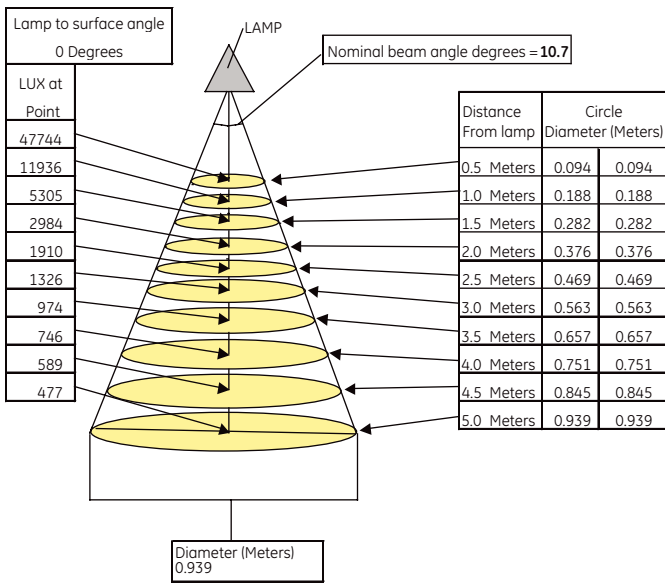 Lamp to surface angle
0 Degrees
LAMP
Nominal beam angle degrees = 10.7
LUX at
Point
47744
11936
5305
2984
1910
1326
974
746
589
477
Distance Circle
From lamp Diameter (Meters)
0.5 Meters 0.094 0.094
1.0 Meters 0.188 0.188
1.5 Meters 0.282 0.282
2.0 Meters 0.376 0.376
2.5 Meters 0.469 0.469
3.0 Meters 0.563 0.563
3.5 Meters 0.657 0.657
4.0 Meters 0.751 0.751
4.5 Meters 0.845 0.845
5.0 Meters 0.939 0.939
Diameter (Meters)
0.939